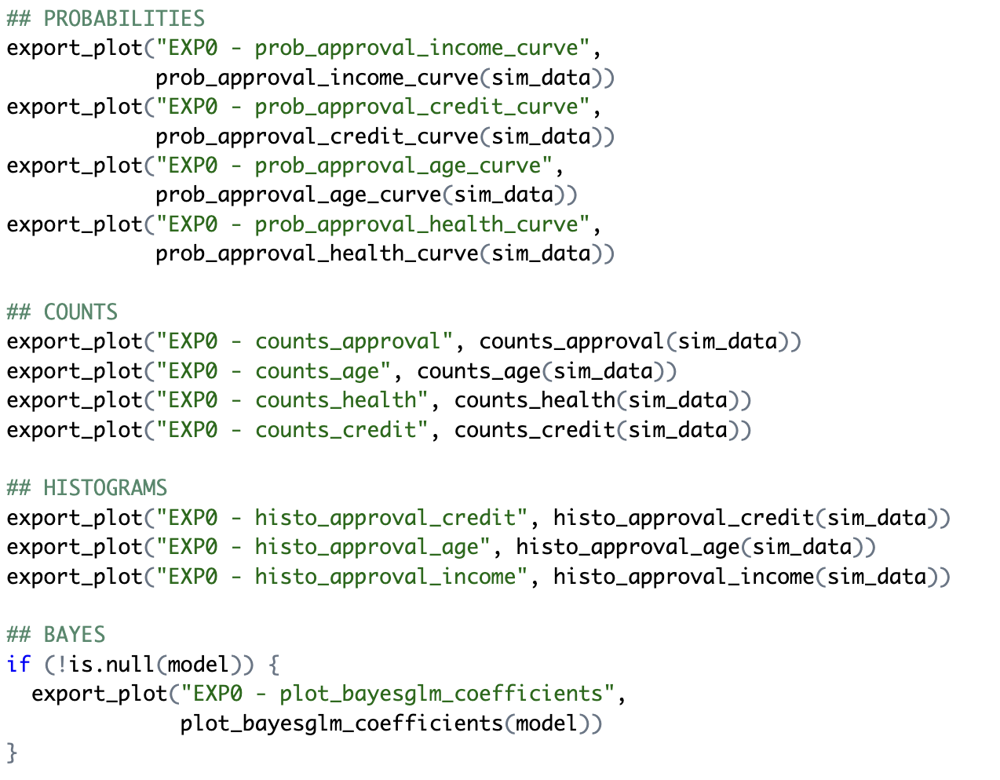 ## PROBABILITIES
export_plot("EXP0 - prob_approval_income_curve",
            prob_approval_income_curve(sim_data))
export_plot("EXP0 - prob_approval_credit_curve",
            prob_approval_credit_curve(sim_data))
export_plot("EXP0 - prob_approval_age_curve",
            prob_approval_age_curve(sim_data))
export_plot("EXP0 - prob_approval_health_curve",
            prob_approval_health_curve(sim_data))

## COUNTS
export_plot("EXP0 - counts_approval", counts_approval(sim_data))
export_plot("EXP0 - counts_age", counts_age(sim_data))
export_plot("EXP0 - counts_health", counts_health(sim_data))
export_plot("EXP0 - counts_credit", counts_credit(sim_data))

## HISTOGRAMS
export_plot("EXP0 - histo_approval_credit", histo_approval_credit(sim_data))
export_plot("EXP0 - histo_approval_age", histo_approval_age(sim_data))
export_plot("EXP0 - histo_approval_income", histo_approval_income(sim_data))

## BAYES
if (!is.null(model)) {
  export_plot("EXP0 - plot_bayesglm_coefficients",
              plot_bayesglm_coefficients(model))
}